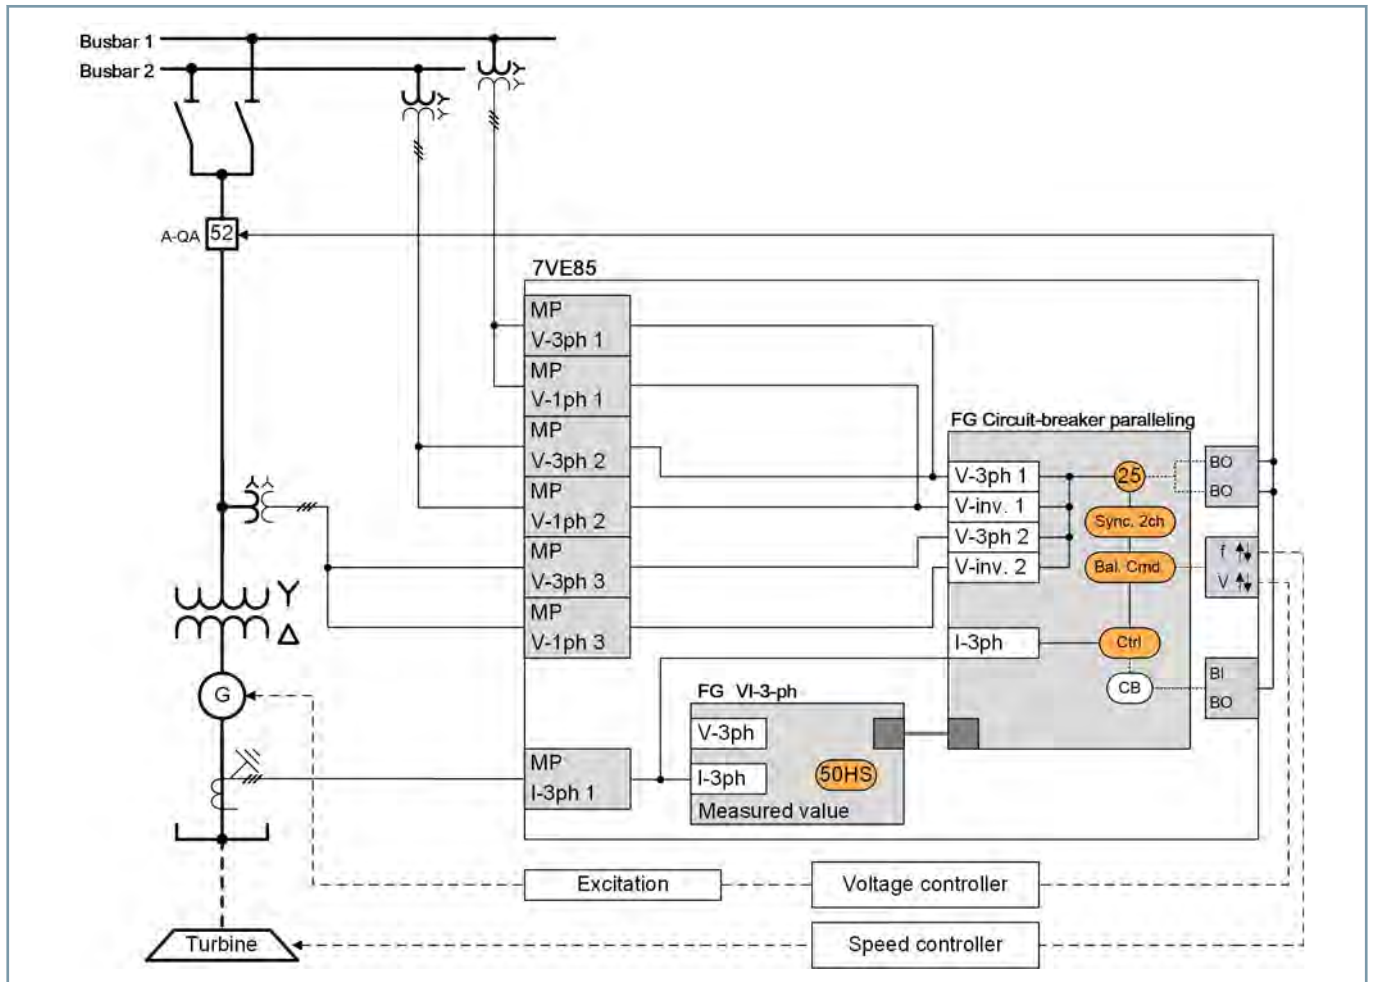 Busbar 1
Busbar 2
A-QA
52
7VE85
MP
V-3ph 1
MP
V-1ph 1
MP
V-3ph 2
MP
V-1ph 2
MP
V-3ph 3
MP
V-1ph 3
FG Circuit-breaker paralleling
V-3ph 1
V-inv. 1
V-3ph 2
V-inv. 2
I-3ph
25
Sync. 2ch
Bal. Cmd.
Ctrl
CB
BO
BO
f
V
BI
BO
G
FG VI-3-ph
V-3ph
I-3ph
50HS
Measured value
MP
I-3ph 1
Excitation
Voltage controller
Turbine
Speed controller